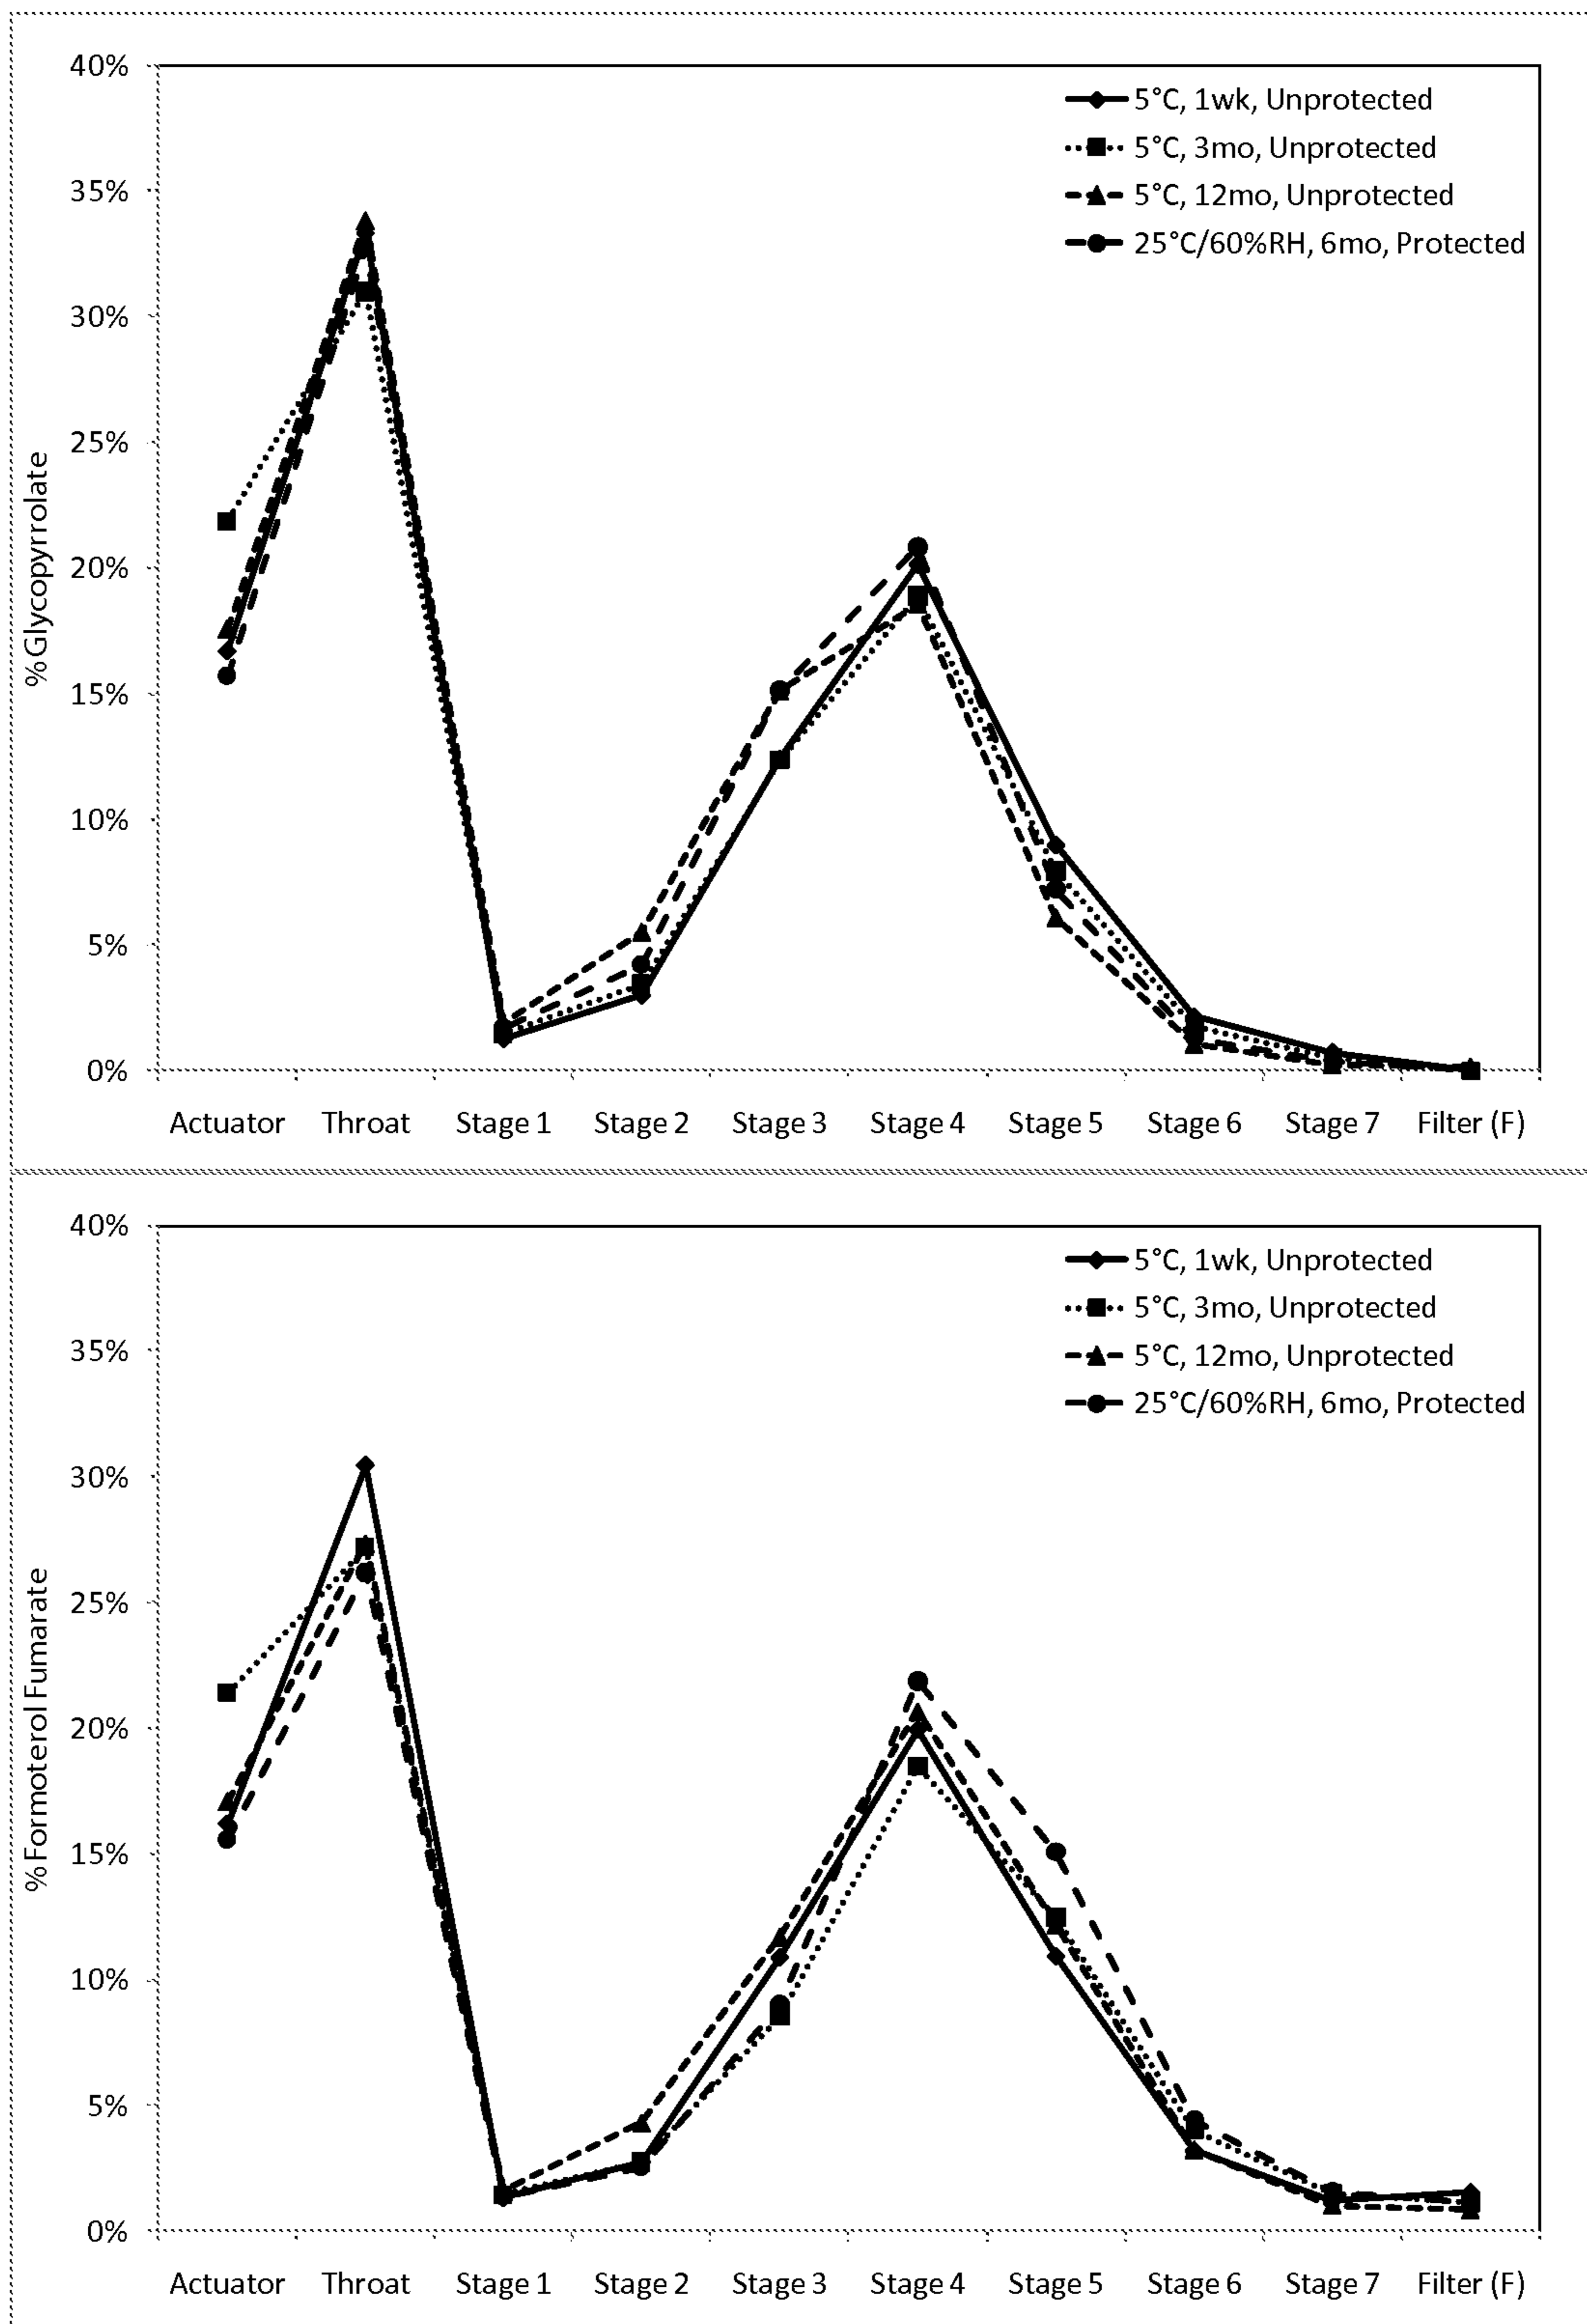 40%
35%
30%
25%
20%
15%
10%
5%
0%
%Glycopyrrolate
5°C, 1wk, Unprotected
5°C, 3mo, Unprotected
5°C, 12mo, Unprotected
25°C/60%RH, 6mo, Protected
Actuator Throat Stage 1 Stage 2 Stage 3 Stage 4 Stage 5 Stage 6 Stage 7 Filter (F)
40%
35%
30%
25%
20%
15%
10%
5%
0%
%Formoterol Fumarate
5°C, 1wk, Unprotected
5°C, 3mo, Unprotected
5°C, 12mo, Unprotected
25°C/60%RH, 6mo, Protected
Actuator Throat Stage 1 Stage 2 Stage 3 Stage 4 Stage 5 Stage 6 Stage 7 Filter (F)